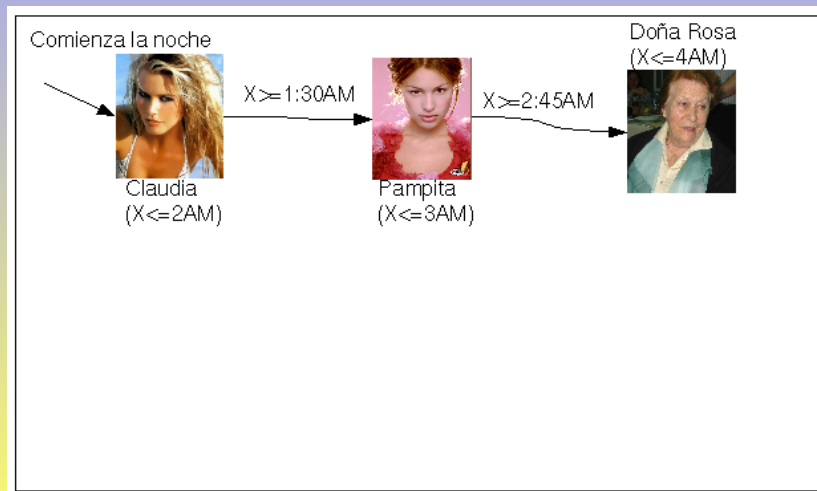 Comienza la noche
Claudia
(X<=2AM)
X>=1:30AM
Pampita
(X<=3AM)
X>=2:45AM
Doña Rosa
(X<=4AM)